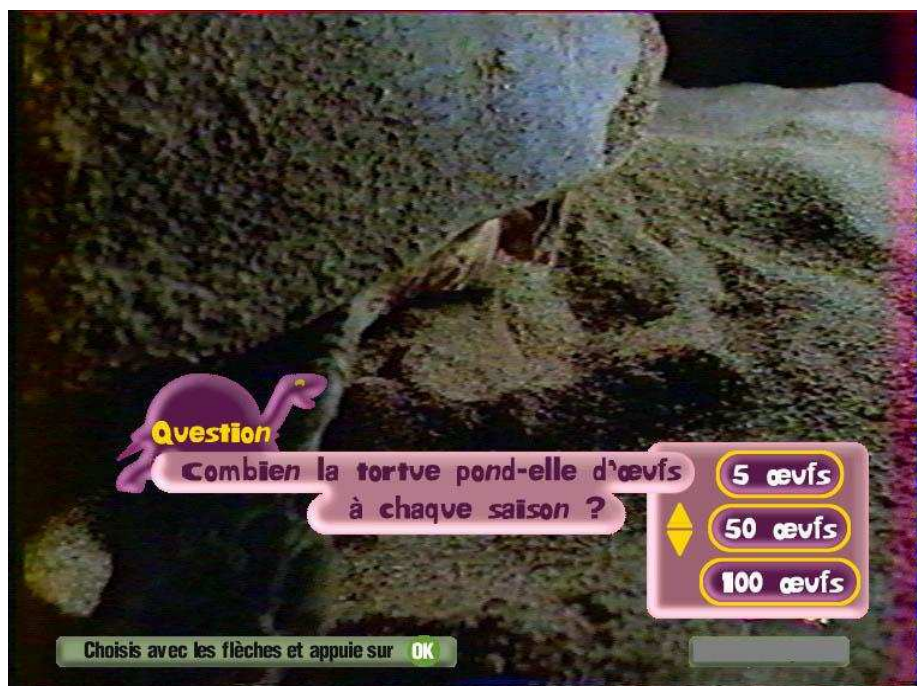 Question
Combien la tortue pond-elle d'œufs
à chaque saison ?
5 œufs
50 œufs
100 œufs
Choisis avec les flèches et appuie sur OK